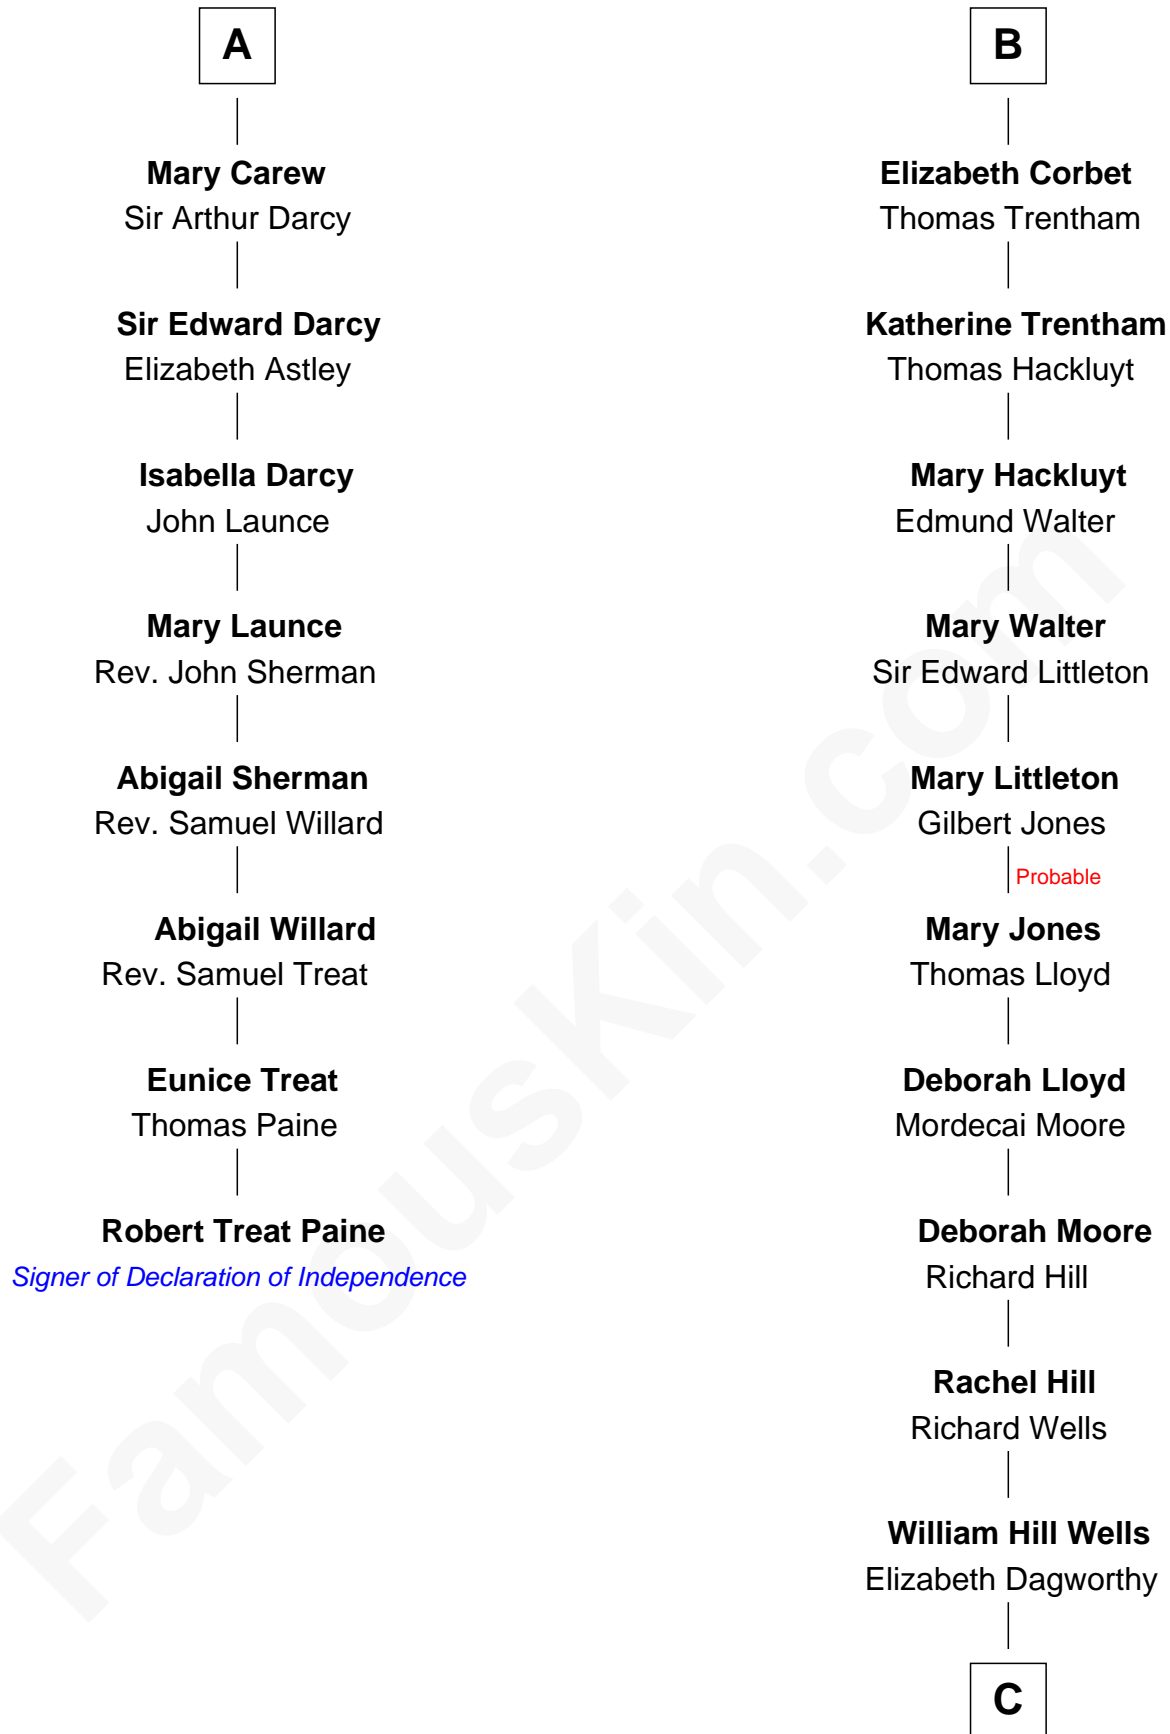 A
Mary Carew
Sir Arthur Darcy
Sir Edward Darcy
Elizabeth Astley
Isabella Darcy
John Launce
Mary Launce
Rev. John Sherman
Abigail Sherman
Rev. Samuel Willard
Abigail Willard
Rev. Samuel Treat
Eunice Treat
Thomas Paine
Robert Treat Paine
Signer of Declaration of Independence
B
Elizabeth Corbet
Thomas Trentham
Katherine Trentham
Thomas Hackluyt
Mary Hackluyt
Edmund Walter
Mary Walter
Sir Edward Littleton
Mary Littleton
Gilbert Jones
Probable
Mary Jones
Thomas Lloyd
Deborah Lloyd
Mordecai Moore
Deborah Moore
Richard Hill
Rachel Hill
Richard Wells
William Hill Wells
Elizabeth Dagworthy
C
FamousKin.com